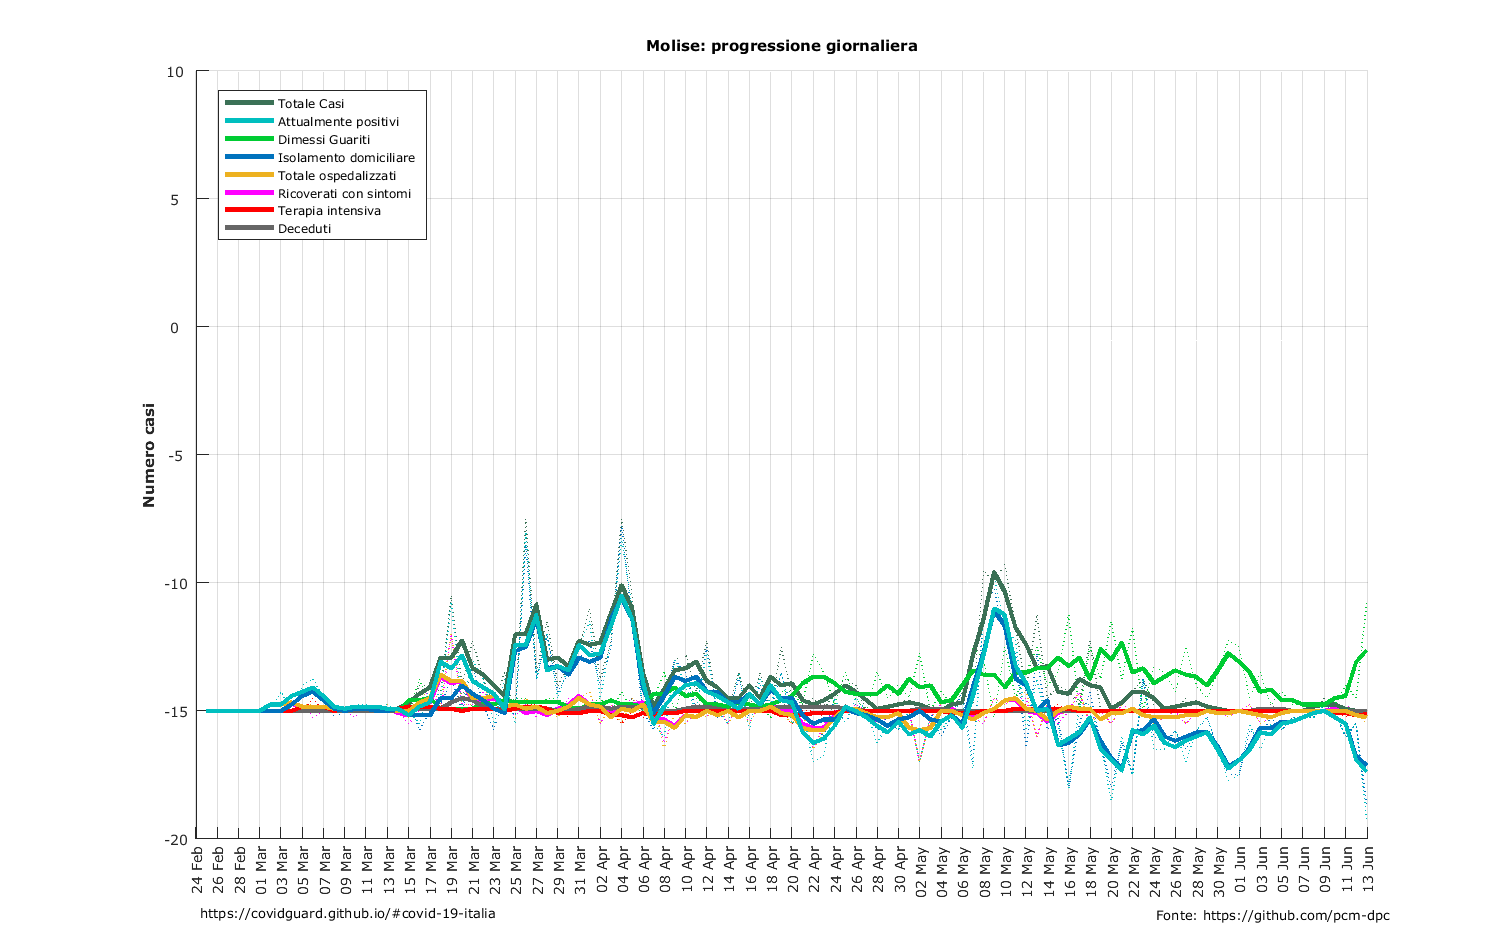 Molise: progressione giornaliera
10
5
0
-5
-10
-15
-20
Numero casi
Totale Casi
Attualmente positivi
Dimessi Guariti
Isolamento domiciliare
Totale ospedalizzati
Ricoverati con sintomi
Terapia intensiva
Deceduti
24 Feb
26 Feb
28 Feb
01 Mar
03 Mar
05 Mar
07 Mar
09 Mar
11 Mar
13 Mar
15 Mar
17 Mar
19 Mar
21 Mar
23 Mar
25 Mar
27 Mar
29 Mar
31 Mar
02 Apr
04 Apr
06 Apr
08 Apr
10 Apr
12 Apr
14 Apr
16 Apr
18 Apr
20 Apr
22 Apr
24 Apr
26 Apr
28 Apr
30 Apr
02 May
04 May
06 May
08 May
10 May
12 May
14 May
16 May
18 May
20 May
22 May
24 May
26 May
28 May
30 May
01 Jun
03 Jun
05 Jun
07 Jun
09 Jun
11 Jun
13 Jun
https://covidguard.github.io/#covid-19-italia
Fonte: https://github.com/pcm-dpc